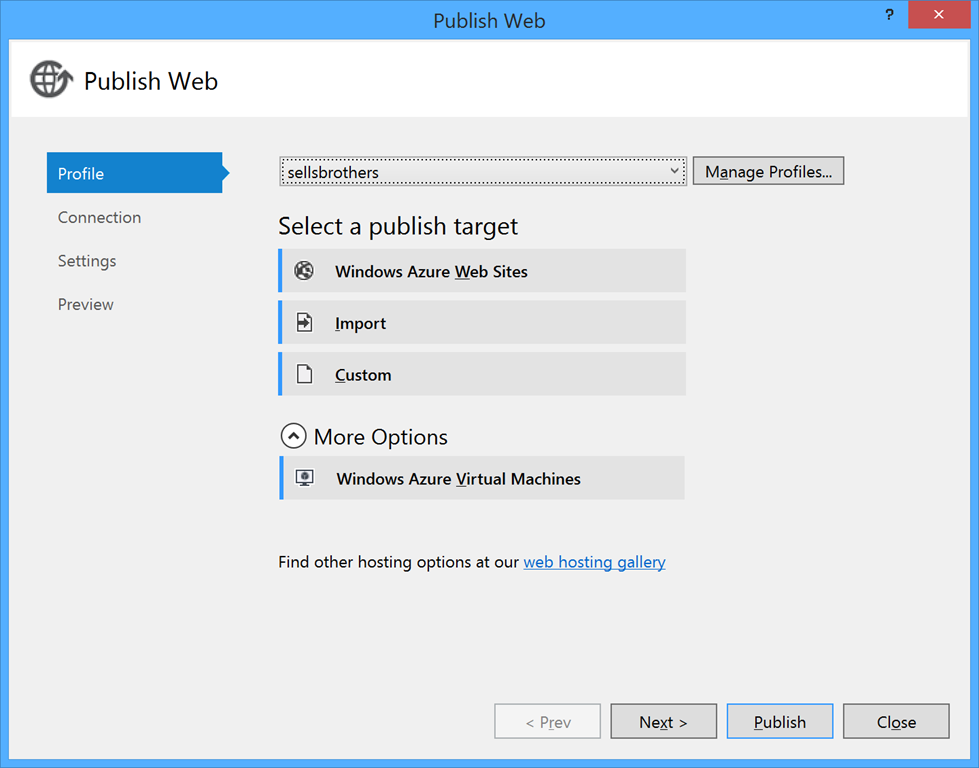 Publish Web
?
Publish Web
Profile
Connection
Settings
Preview
sellsbrothers
Manage Profiles...
Select a publish target
Windows Azure Web Sites
Import
Custom
More Options
Windows Azure Virtual Machines
Find other hosting options at our web hosting gallery
< Prev
Next >
Publish
Close